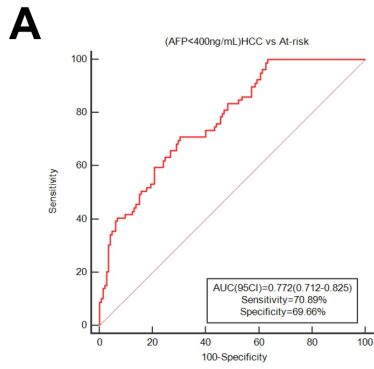 A
(AFP<400ng/mL)HCC vs At-risk
Sensitivity
100
80
60
40
20
0
AUC(95CI)=0.772(0.712-0.825)
Sensitivity=70.89%
Specificity=69.66%
0 20 40 60 80 100
100-Specificity